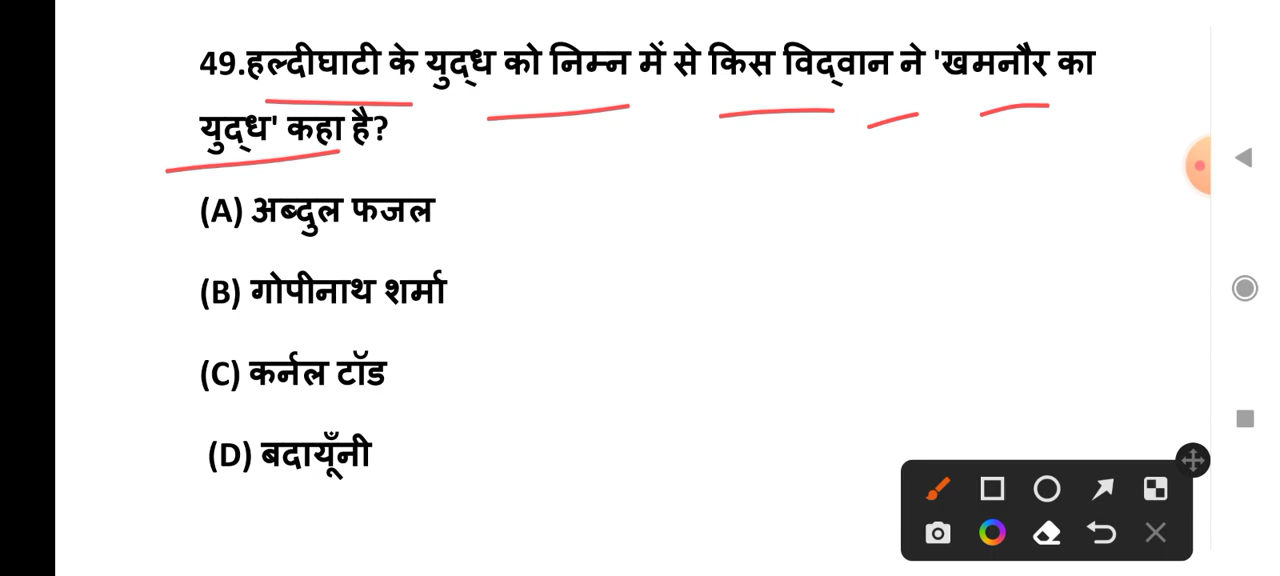 49.हल्दीघाटी के युद्ध को निम्न में से किस विद्वान ने 'खमनौर का
युद्ध' कहा है?
(A) अब्दुल फजल
(B) गोपीनाथ शर्मा
(C) कर्नल टॉड
(D) बदायूँनी